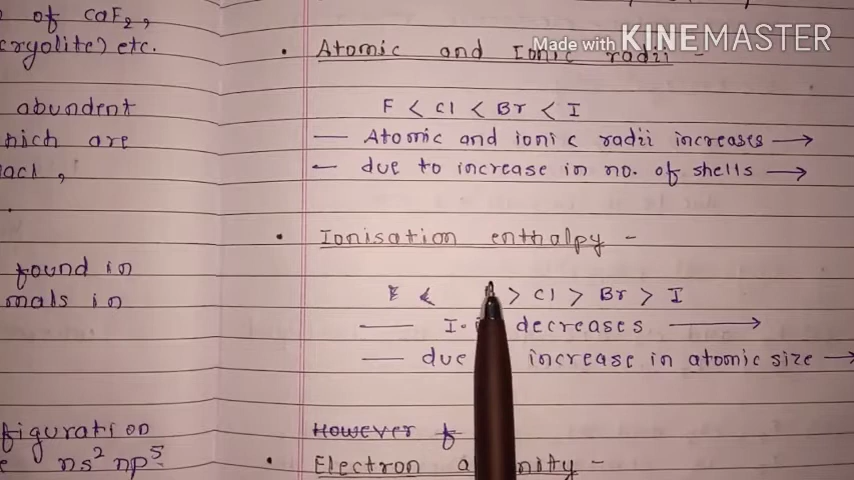 of CaF2,
cryolite) etc.
abundent
hich are
acl,
found in
mals in
figuration
ns² np⁵
Made with KINEMASTER
• Atomic and Ionic radii -
F < Cl < Br < I
— Atomic and ionic radii increases →
— due to increase in no. of shells →
• Ionisation enthalpy -
> Cl > Br > I
— I. decreases →
— due increase in atomic size →
However f
• Electron a nity -